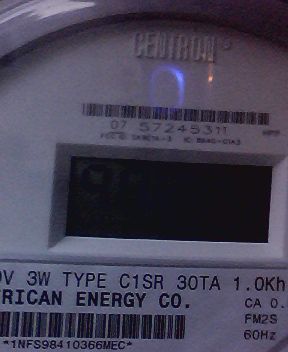 CENTRON®
07 57245311
0V 3W TYPE C1SR 30TA 1.0Kh
RICAN ENERGY CO.
CA 0.
FM2S
60Hz
*1NFS98410366MEC*